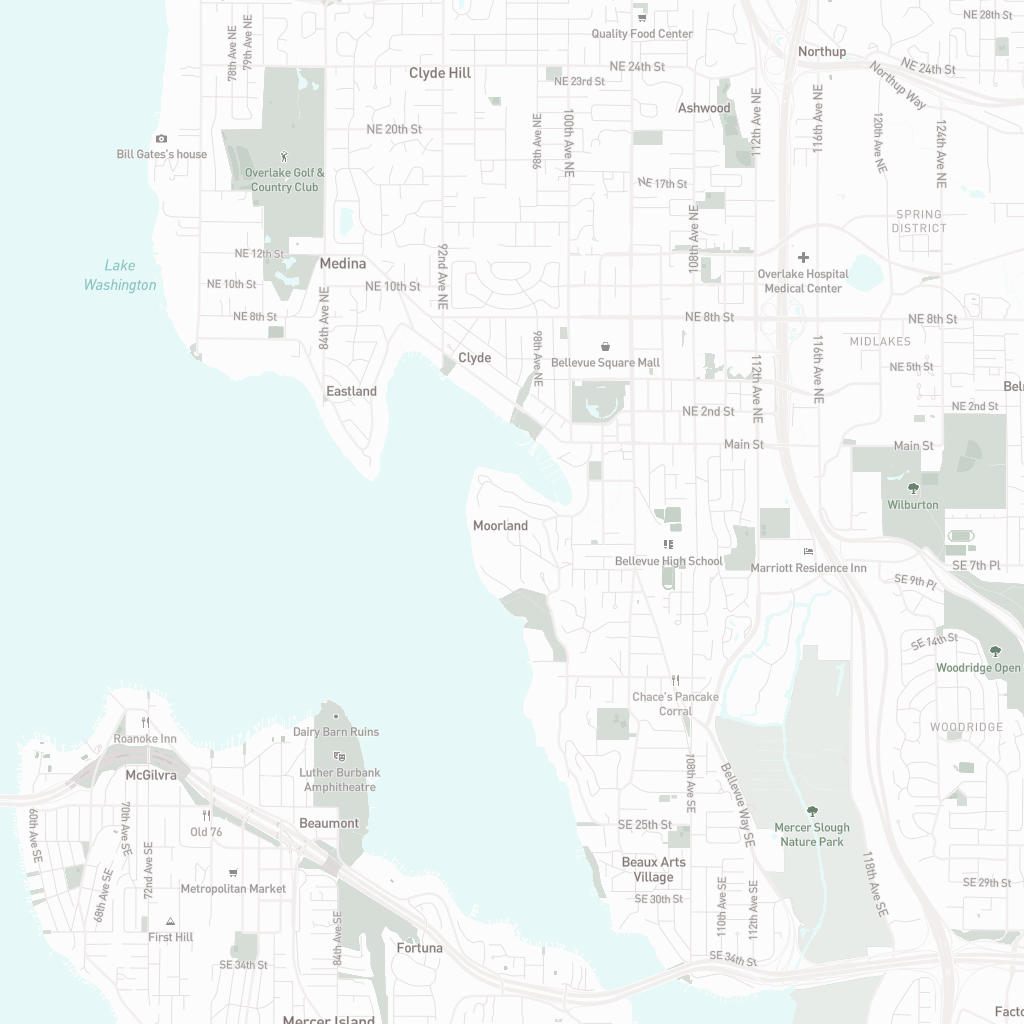 78th Ave NE
79th Ave NE
NE 28th St
Quality Food Center
Northup
Clyde Hill
NE 24th St
NE 24th St
NE 23rd St
Northup Way
Ashwood
112th Ave NE
116th Ave NE
120th Ave NE
124th Ave NE
NE 20th St
98th Ave NE
100th Ave NE
Bill Gates's house
Overlake Golf &
Country Club
NE 17th St
108th Ave NE
SPRING
DISTRICT
NE 12th St
92nd Ave NE
Lake
Washington
Medina
Overlake Hospital
Medical Center
NE 10th St
NE 10th St
84th Ave NE
NE 8th St
NE 8th St
NE 8th St
98th Ave NE
112th Ave NE
116th Ave NE
MIDLAKES
Clyde
Bellevue Square Mall
NE 5th St
Eastland
Belr
NE 2nd St
NE 2nd St
Main St
Main St
Wilburton
Moorland
Bellevue High School
Marriott Residence Inn
SE 7th Pl
SE 9th Pl
SE 14th St
Woodridge Open
Chace's Pancake
Corral
WOODRIDGE
Dairy Barn Ruins
Roanoke Inn
McGilvra
Luther Burbank
Amphitheatre
108th Ave SE
Bellevue Way SE
60th Ave SE
70th Ave SE
Old 76
Beaumont
SE 25th St
Mercer Slough
Nature Park
72nd Ave SE
68th Ave SE
Metropolitan Market
Beaux Arts
Village
118th Ave SE
SE 29th St
SE 30th St
110th Ave SE
112th Ave SE
First Hill
84th Ave SE
Fortuna
SE 34th St
SE 34th St
Mercer Island
Facto